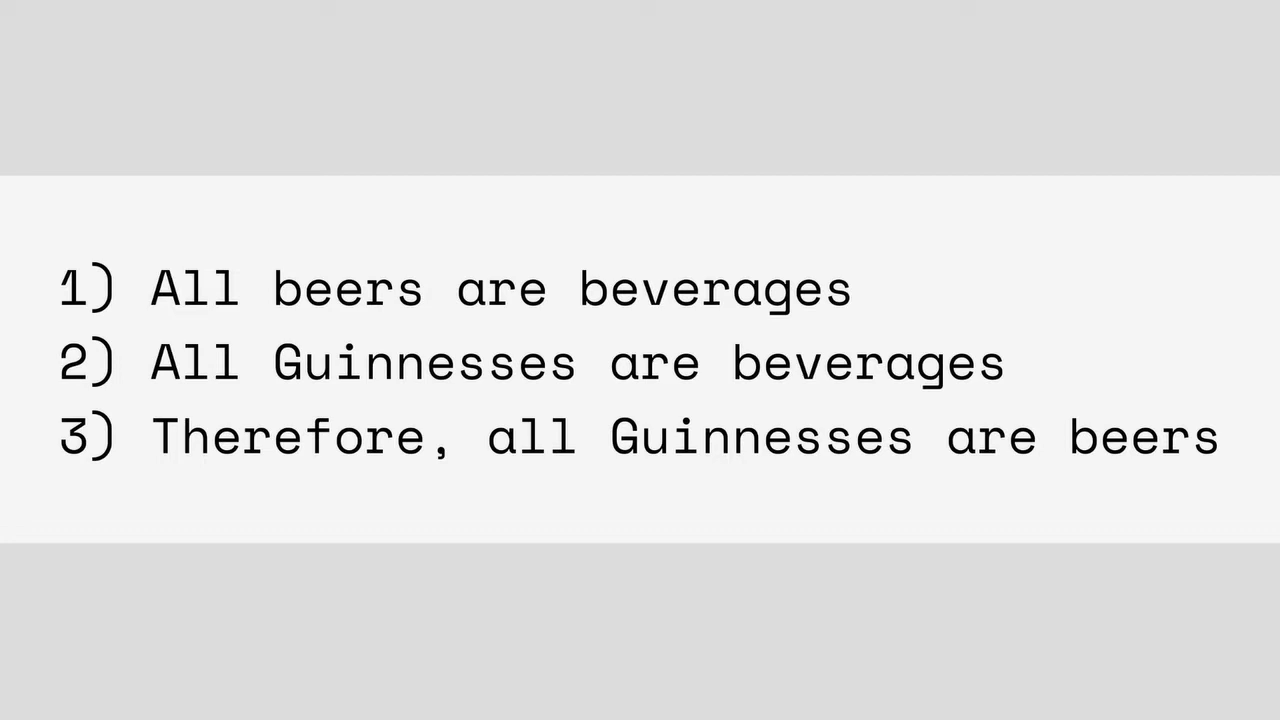 1) All beers are beverages
2) All Guinnesses are beverages
3) Therefore, all Guinnesses are beers